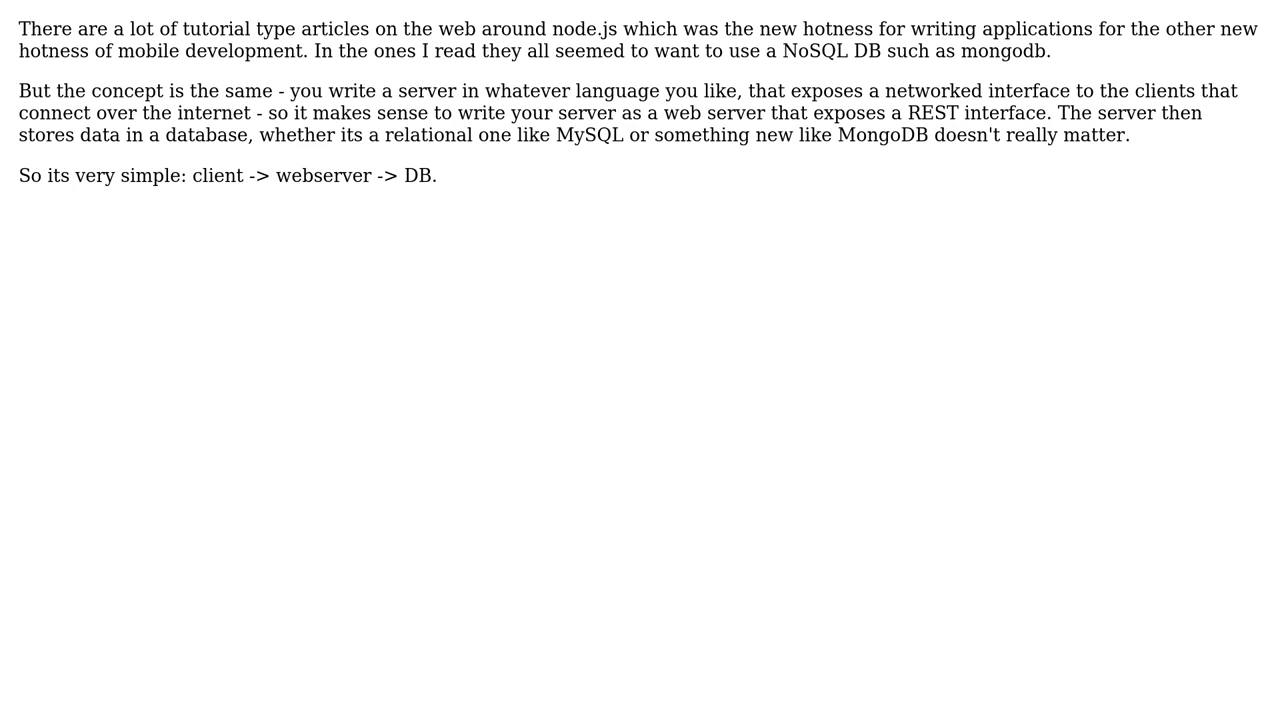 There are a lot of tutorial type articles on the web around node.js which was the new hotness for writing applications for the other new
hotness of mobile development. In the ones I read they all seemed to want to use a NoSQL DB such as mongodb.
But the concept is the same - you write a server in whatever language you like, that exposes a networked interface to the clients that
connect over the internet - so it makes sense to write your server as a web server that exposes a REST interface. The server then
stores data in a database, whether its a relational one like MySQL or something new like MongoDB doesn't really matter.
So its very simple: client -> webserver -> DB.